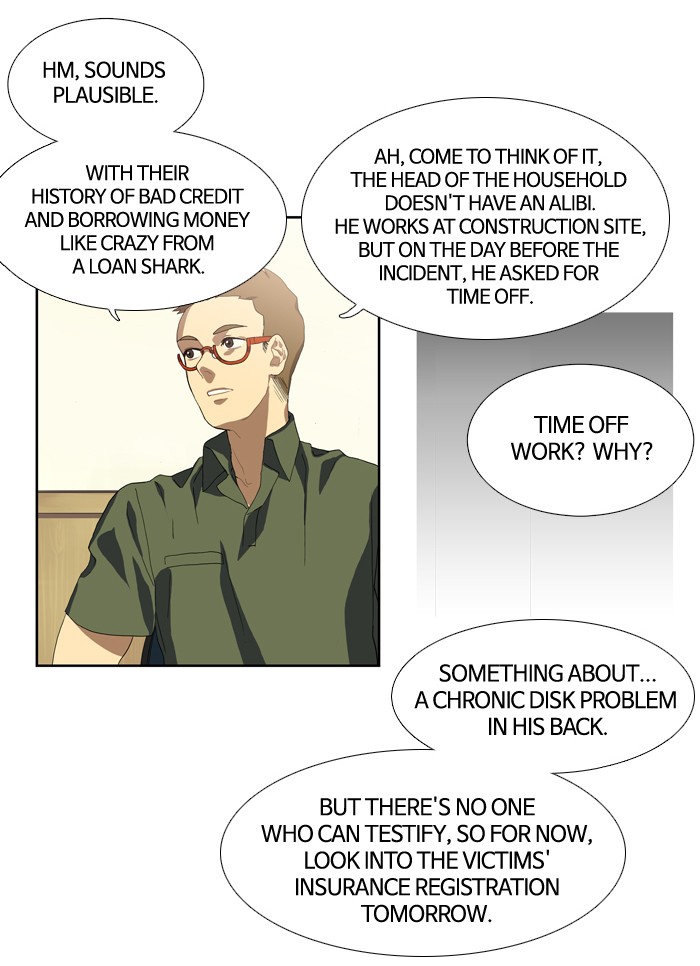 HM, SOUNDS
PLAUSIBLE.
WITH THEIR
HISTORY OF BAD CREDIT
AND BORROWING MONEY
LIKE CRAZY FROM
A LOAN SHARK.
AH, COME TO THINK OF IT,
THE HEAD OF THE HOUSEHOLD
DOESN'T HAVE AN ALIBI.
HE WORKS AT CONSTRUCTION SITE,
BUT ON THE DAY BEFORE THE
INCIDENT, HE ASKED FOR
TIME OFF.
TIME OFF
WORK? WHY?
SOMETHING ABOUT...
A CHRONIC DISK PROBLEM
IN HIS BACK.
BUT THERE'S NO ONE
WHO CAN TESTIFY, SO FOR NOW,
LOOK INTO THE VICTIMS'
INSURANCE REGISTRATION
TOMORROW.